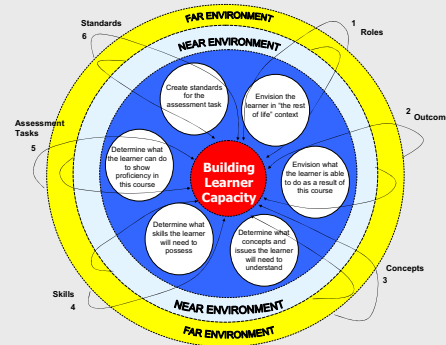 FAR ENVIRONMENT
NEAR ENVIRONMENT
Standards
6
1
Roles
Create standards
for the
assessment task
Envision the
learner in "the rest
of life" context
2
Outcom
Assessment
Tasks
5
Determine what
the learner can do
to show
proficiency in
this course
Building
Learner
Capacity
Envision what
the learner is able
to do as a result of
this course
Determine what
skills the learner
will need to
possess
Determine what
concepts and
issues the learner
will need to
understand
Concepts
3
Skills
4
NEAR ENVIRONMENT
FAR ENVIRONMENT